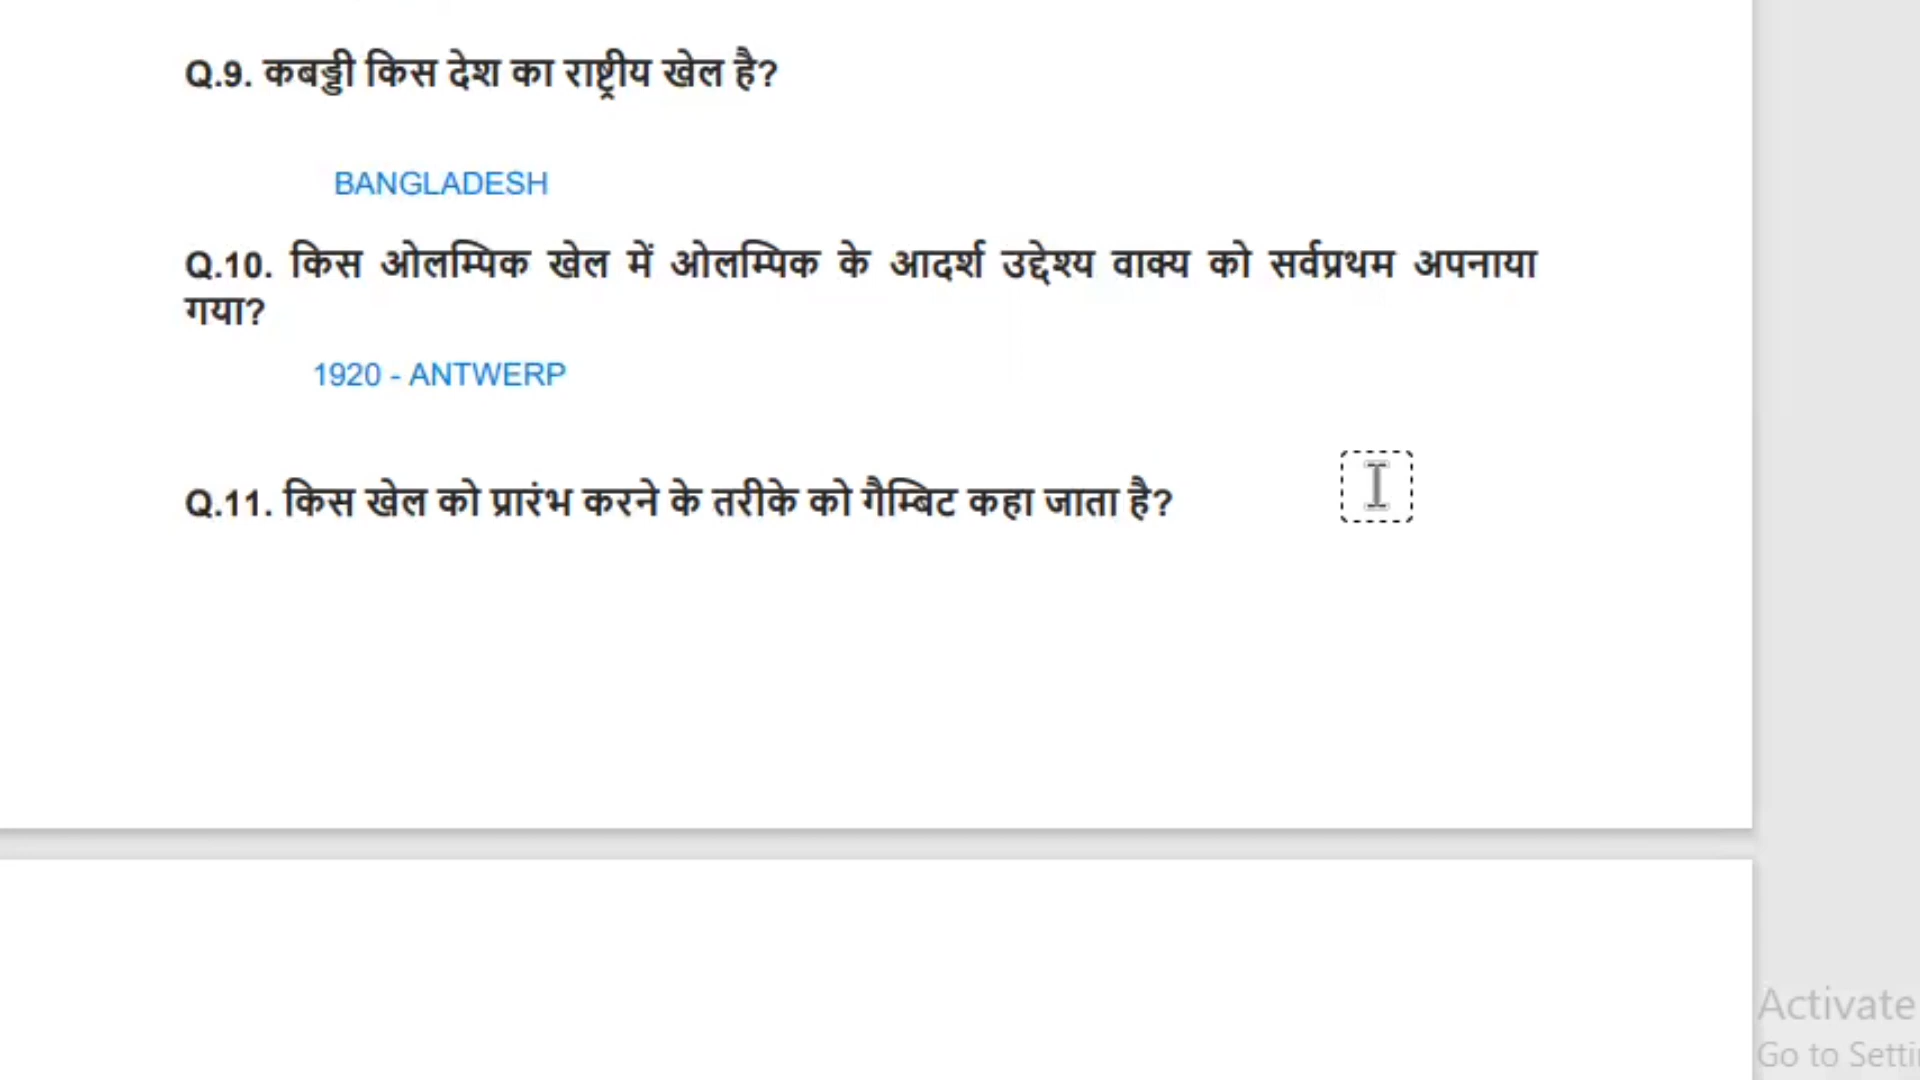 Q.9. कबड्डी किस देश का राष्ट्रीय खेल है?
BANGLADESH
Q.10. किस ओलम्पिक खेल में ओलम्पिक के आदर्श उद्देश्य वाक्य को सर्वप्रथम अपनाया
गया?
1920 - ANTWERP
Q.11. किस खेल को प्रारंभ करने के तरीके को गैम्बिट कहा जाता है?
Activate
Go to Setti